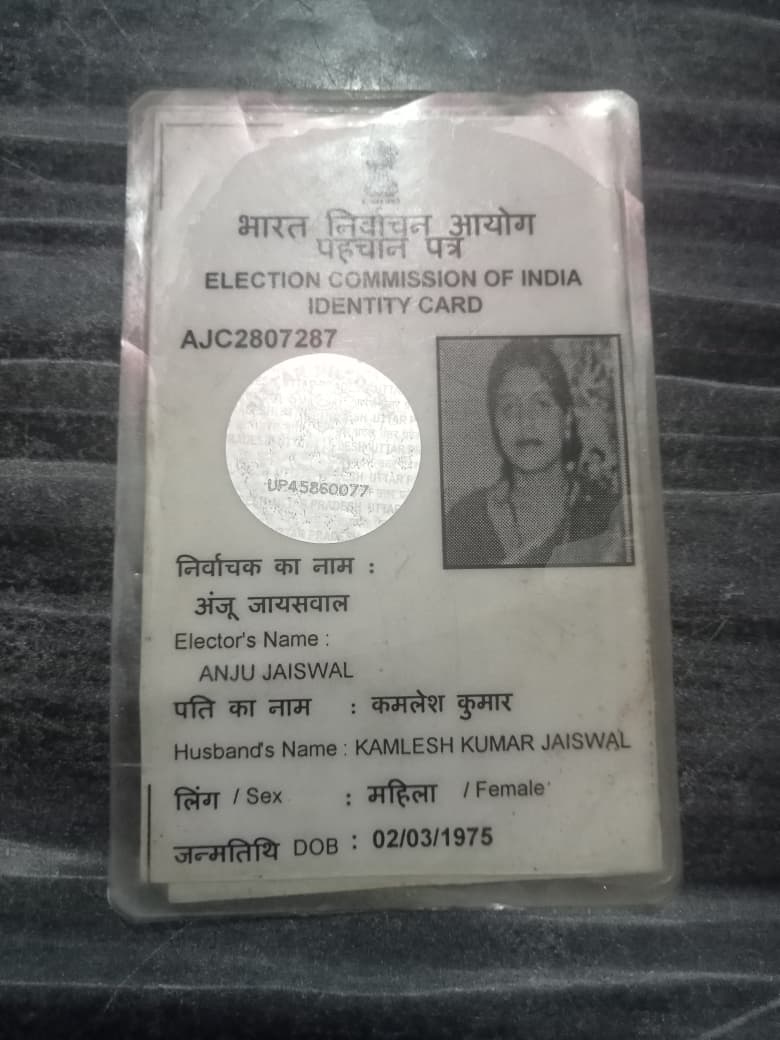 भारत निर्वाचन आयोग
पहचान पत्र
ELECTION COMMISSION OF INDIA
IDENTITY CARD
AJC2807287
UP45860077
निर्वाचक का नाम :
अंजू जायसवाल
Elector's Name :
ANJU JAISWAL
पति का नाम : कमलेश कुमार
Husband's Name : KAMLESH KUMAR JAISWAL
लिंग / Sex : महिला / Female
जन्मतिथि DOB : 02/03/1975